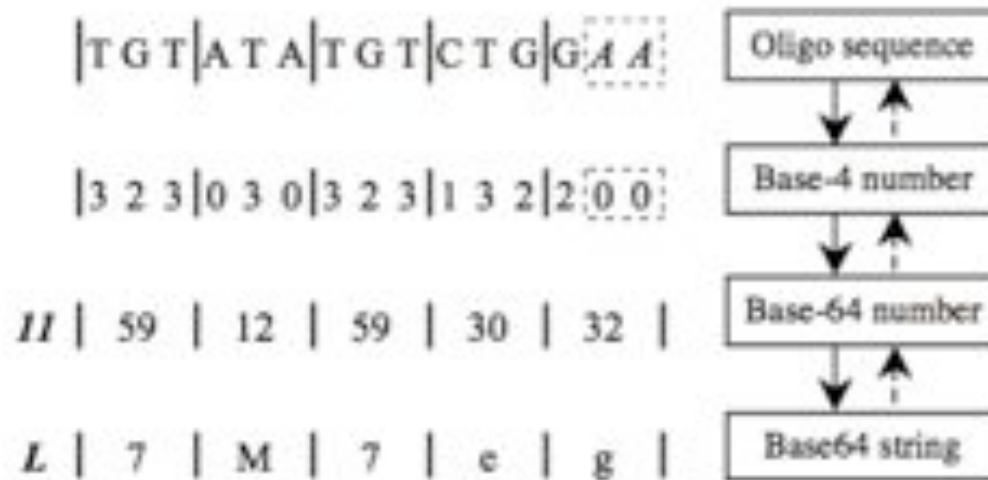 |T G T|A T A|T G T|C T G|G A A| Oligo sequence
|3 2 3|0 3 0|3 2 3|1 3 2|2 0 0| Base-4 number
11 | 59 | 12 | 59 | 30 | 32 | Base-64 number
L | 7 | M | 7 | e | g | Base64 string